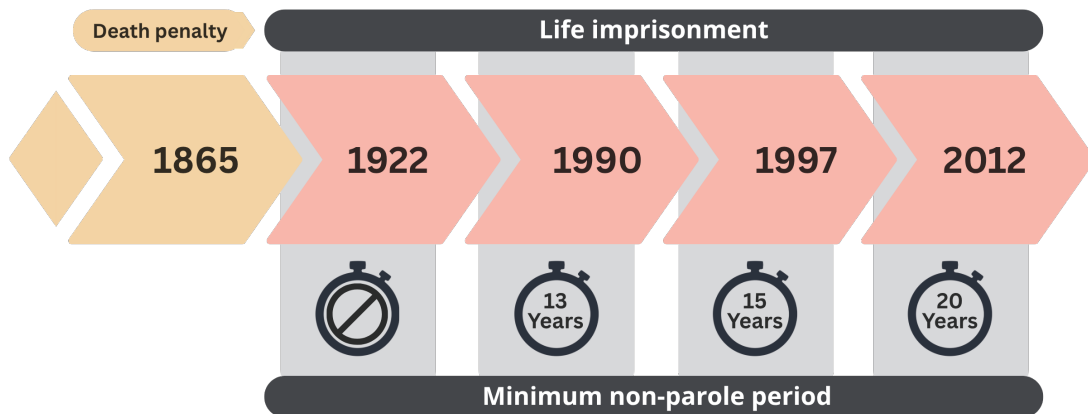 Death penalty
Life imprisonment
1865
1922
1990
1997
2012
13
Years
15
Years
20
Years
Minimum non-parole period